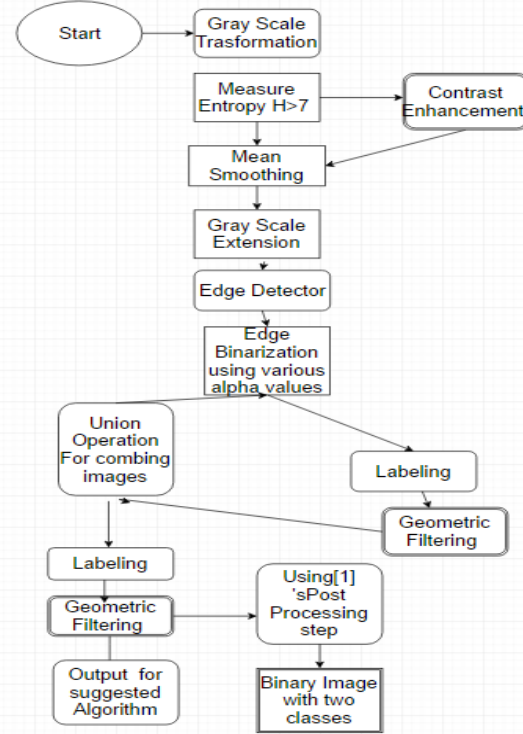 Start
Gray Scale
Trasformation
Measure
Entropy H>7
Contrast
Enhancement
Mean
Smoothing
Gray Scale
Extension
Edge Detector
Edge
Binarization
using various
alpha values
Union
Operation
For combing
images
Labeling
Geometric
Filtering
Labeling
Geometric
Filtering
Using[1]
'sPost
Processing
step
Output for
suggested
Algorithm
Binary Image
with two
classes